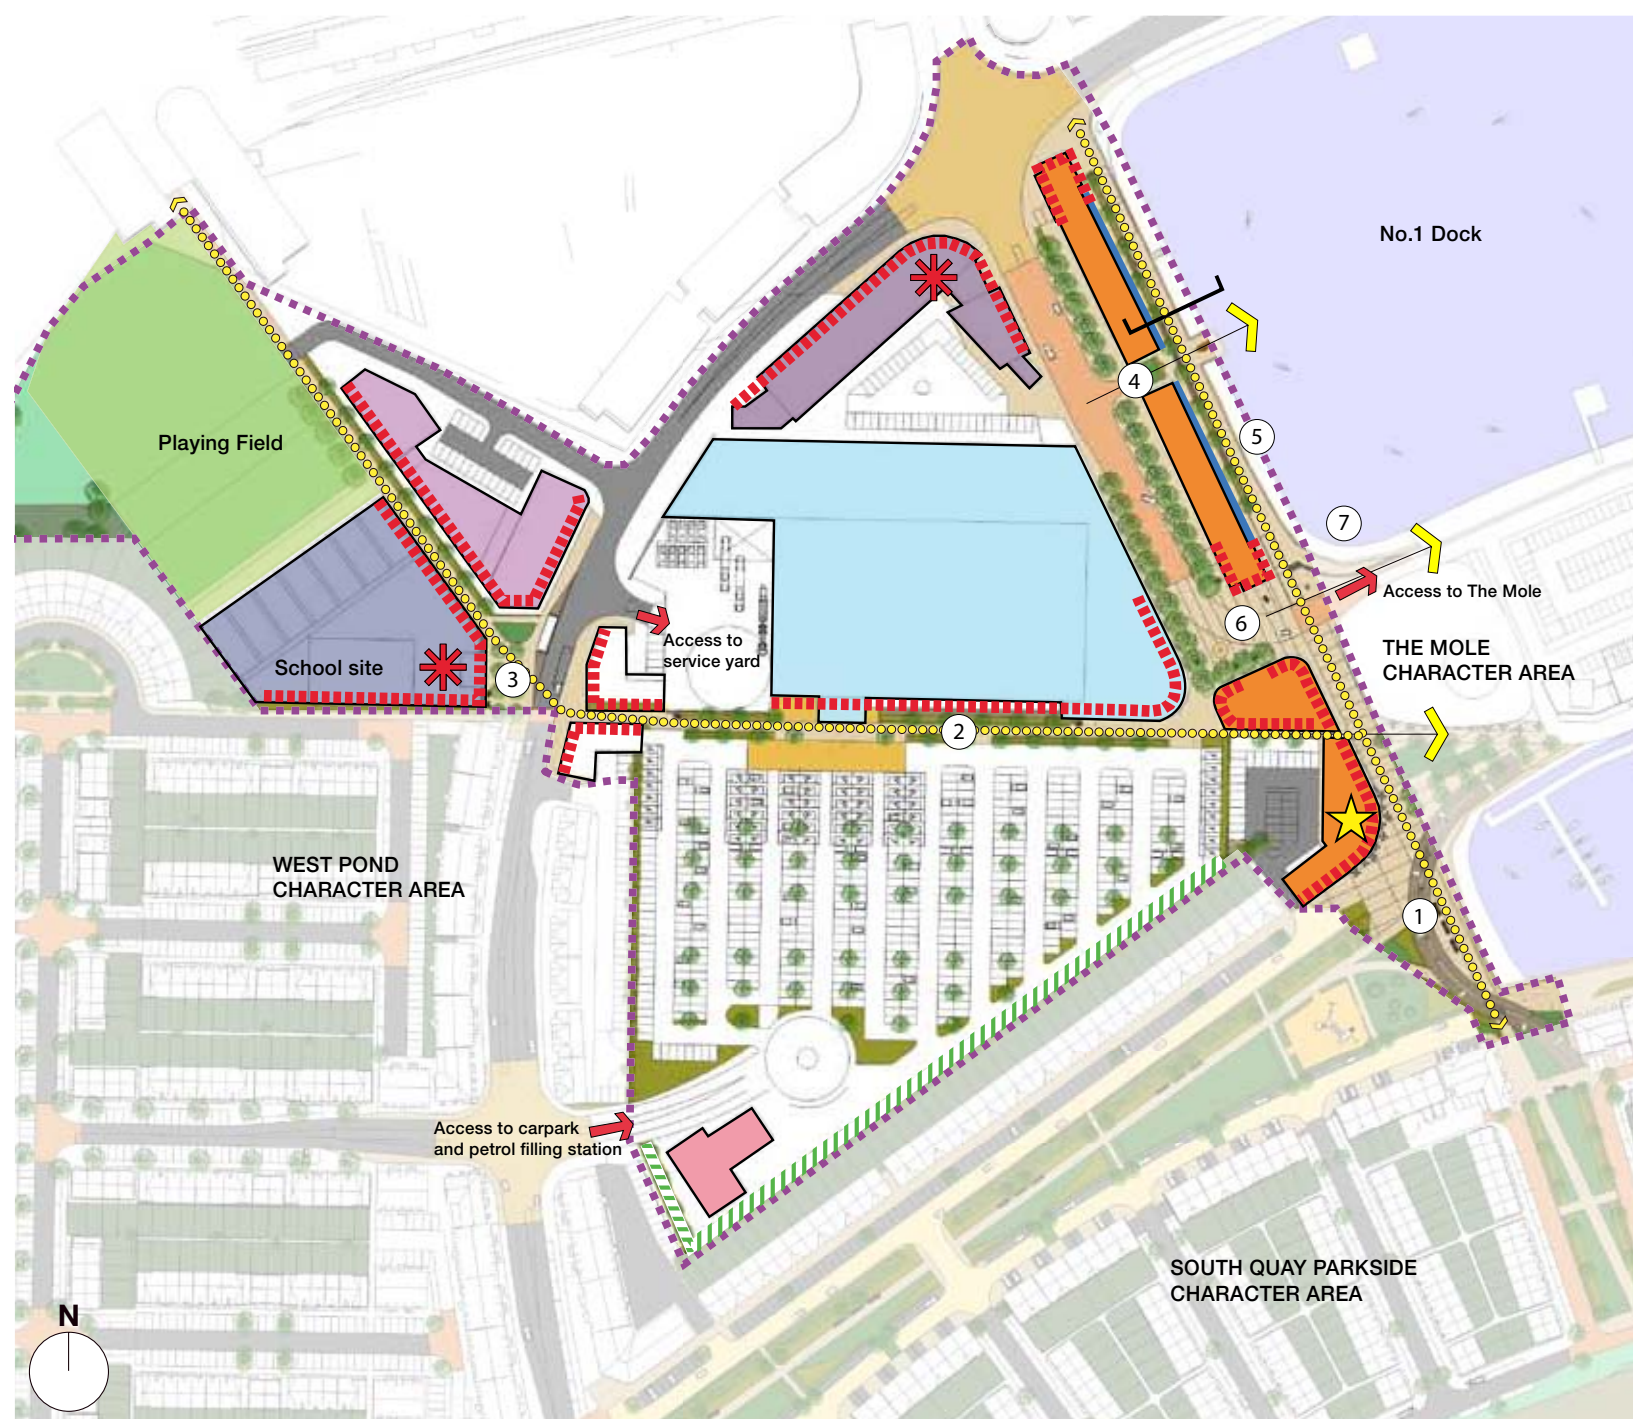 No.1 Dock
4
Playing Field
5
7
Access to The Mole
6
Access to
service yard
THE MOLE
CHARACTER AREA
School site
3
2
WEST POND
CHARACTER AREA
1
Access to carpark
and petrol filling station
SOUTH QUAY PARKSIDE
CHARACTER AREA
N